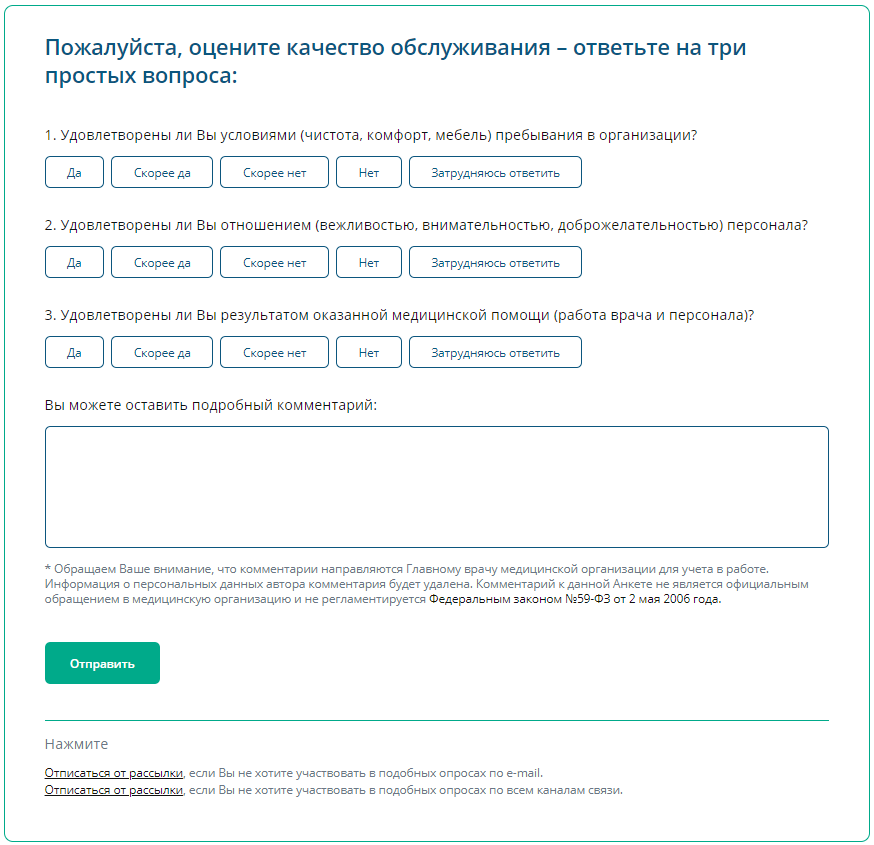 Пожалуйста, оцените качество обслуживания – ответьте на три
простых вопроса:
1. Удовлетворены ли Вы условиями (чистота, комфорт, мебель) пребывания в организации?
Да Скорее да Скорее нет Нет Затрудняюсь ответить
2. Удовлетворены ли Вы отношением (вежливостью, внимательностью, доброжелательностью) персонала?
Да Скорее да Скорее нет Нет Затрудняюсь ответить
3. Удовлетворены ли Вы результатом оказанной медицинской помощи (работа врача и персонала)?
Да Скорее да Скорее нет Нет Затрудняюсь ответить
Вы можете оставить подробный комментарий:
* Обращаем Ваше внимание, что комментарии направляются Главному врачу медицинской организации для учета в работе.
Информация о персональных данных автора комментария будет удалена. Комментарий к данной Анкете не является официальным
обращением в медицинскую организацию и не регламентируется Федеральным законом №59-ФЗ от 2 мая 2006 года.
Отправить
Нажмите
Отписаться от рассылки, если Вы не хотите участвовать в подобных опросах по e-mail.
Отписаться от рассылки, если Вы не хотите участвовать в подобных опросах по всем каналам связи.